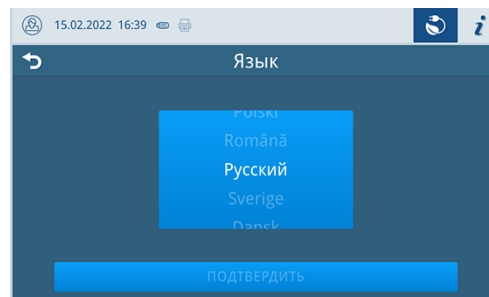 15.02.2022 16:39
Язык
Polski
Română
Русский
Sverige
Dansk
ПОДТВЕРДИТЬ